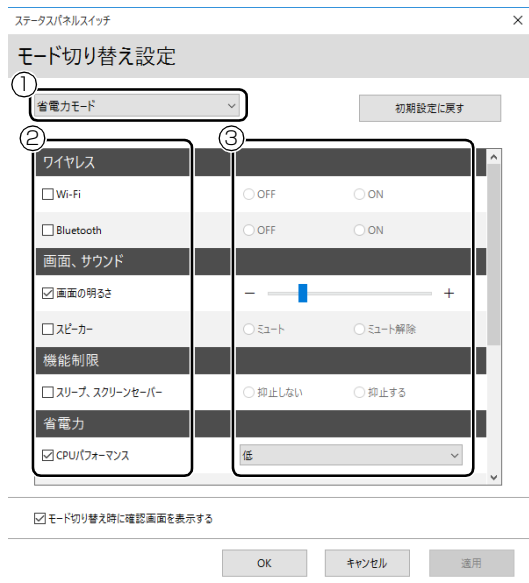 ステータスパネルスイッチ
モード切り替え設定
①
省電力モード
初期設定に戻す
② ③
ワイヤレス
Wi-Fi OFF ON
Bluetooth OFF ON
画面、サウンド
画面の明るさ − +
スピーカー ミュート ミュート解除
機能制限
スリープ、スクリーンセーバー 抑止しない 抑止する
省電力
CPUパフォーマンス 低
モード切り替え時に確認画面を表示する
OK キャンセル 適用